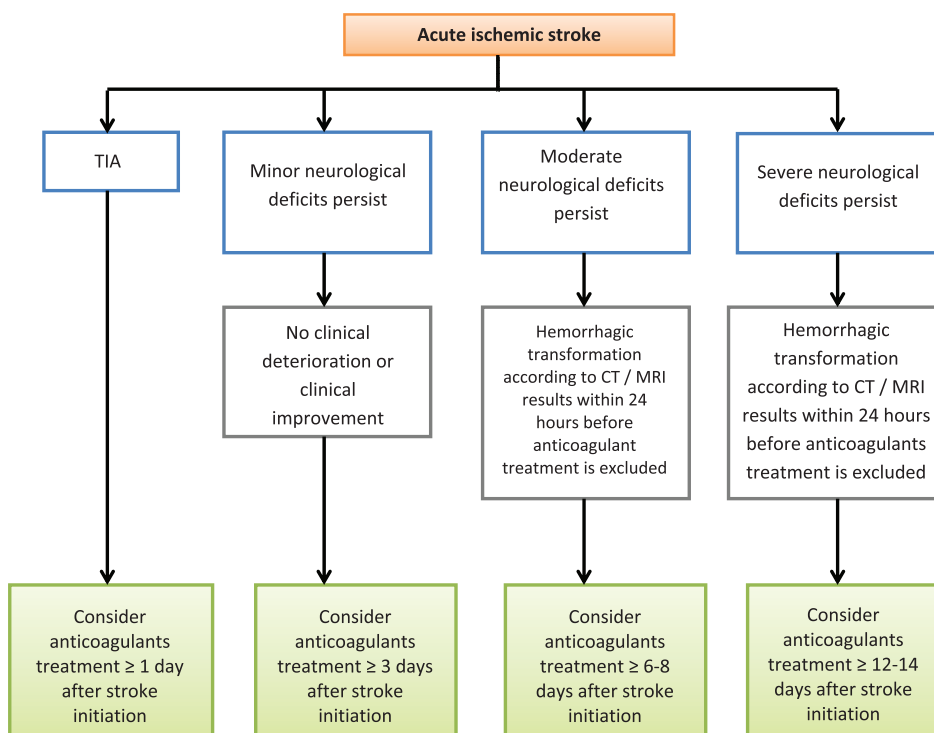 Acute ischemic stroke
TIA
Minor neurological
deficits persist
Moderate
neurological deficits
persist
Severe neurological
deficits persist
No clinical
deterioration or
clinical
improvement
Hemorrhagic
transformation
according to CT / MRI
results within 24
hours before
anticoagulant
treatment is excluded
Hemorrhagic
transformation
according to CT / MRI
results within 24 hours
before anticoagulants
treatment is excluded
Consider
anticoagulants
treatment ≥ 1 day
after stroke
initiation
Consider
anticoagulants
treatment ≥ 3 days
after stroke
initiation
Consider
anticoagulants
treatment ≥ 6-8
days after stroke
initiation
Consider
anticoagulants
treatment ≥ 12-14
days after stroke
initiation